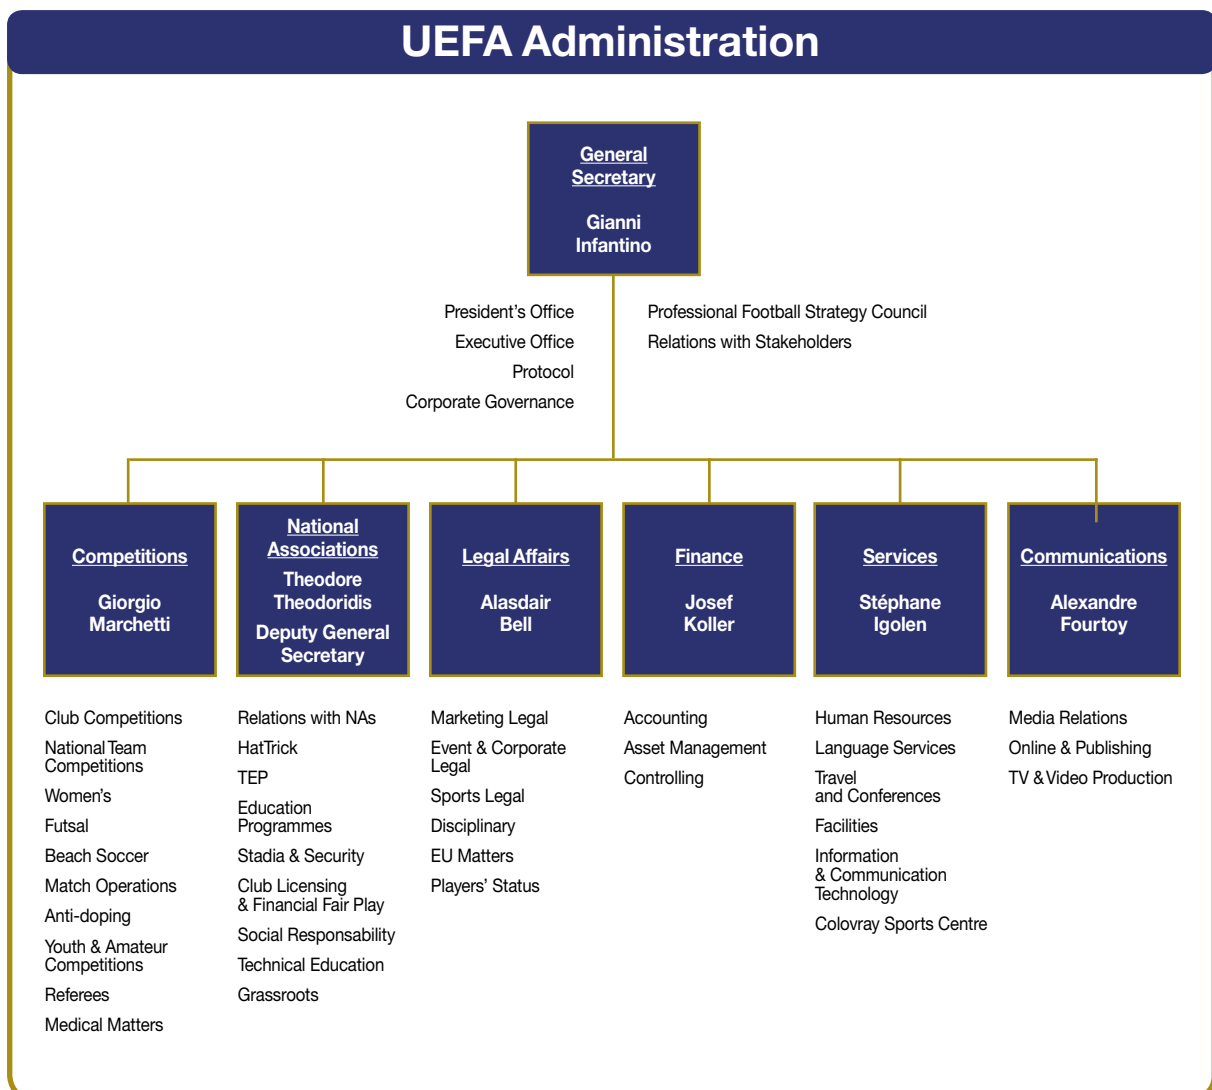 UEFA Administration
General
Secretary
Gianni
Infantino
President’s Office
Executive Office
Protocol
Corporate Governance
Professional Football Strategy Council
Relations with Stakeholders
Competitions
Giorgio
Marchetti
National
Associations
Theodore
Theodoridis
Deputy General
Secretary
Legal Affairs
Alasdair
Bell
Finance
Josef
Koller
Services
Stéphane
Igolen
Communications
Alexandre
Fourtoy
Club Competitions
National Team
Competitions
Women’s
Futsal
Beach Soccer
Match Operations
Anti-doping
Youth & Amateur
Competitions
Referees
Medical Matters
Relations with NAs
HatTrick
TEP
Education
Programmes
Stadia & Security
Club Licensing
& Financial Fair Play
Social Responsability
Technical Education
Grassroots
Marketing Legal
Event & Corporate
Legal
Sports Legal
Disciplinary
EU Matters
Players’ Status
Accounting
Asset Management
Controlling
Human Resources
Language Services
Travel
and Conferences
Facilities
Information
& Communication
Technology
Colovray Sports Centre
Media Relations
Online & Publishing
TV & Video Production